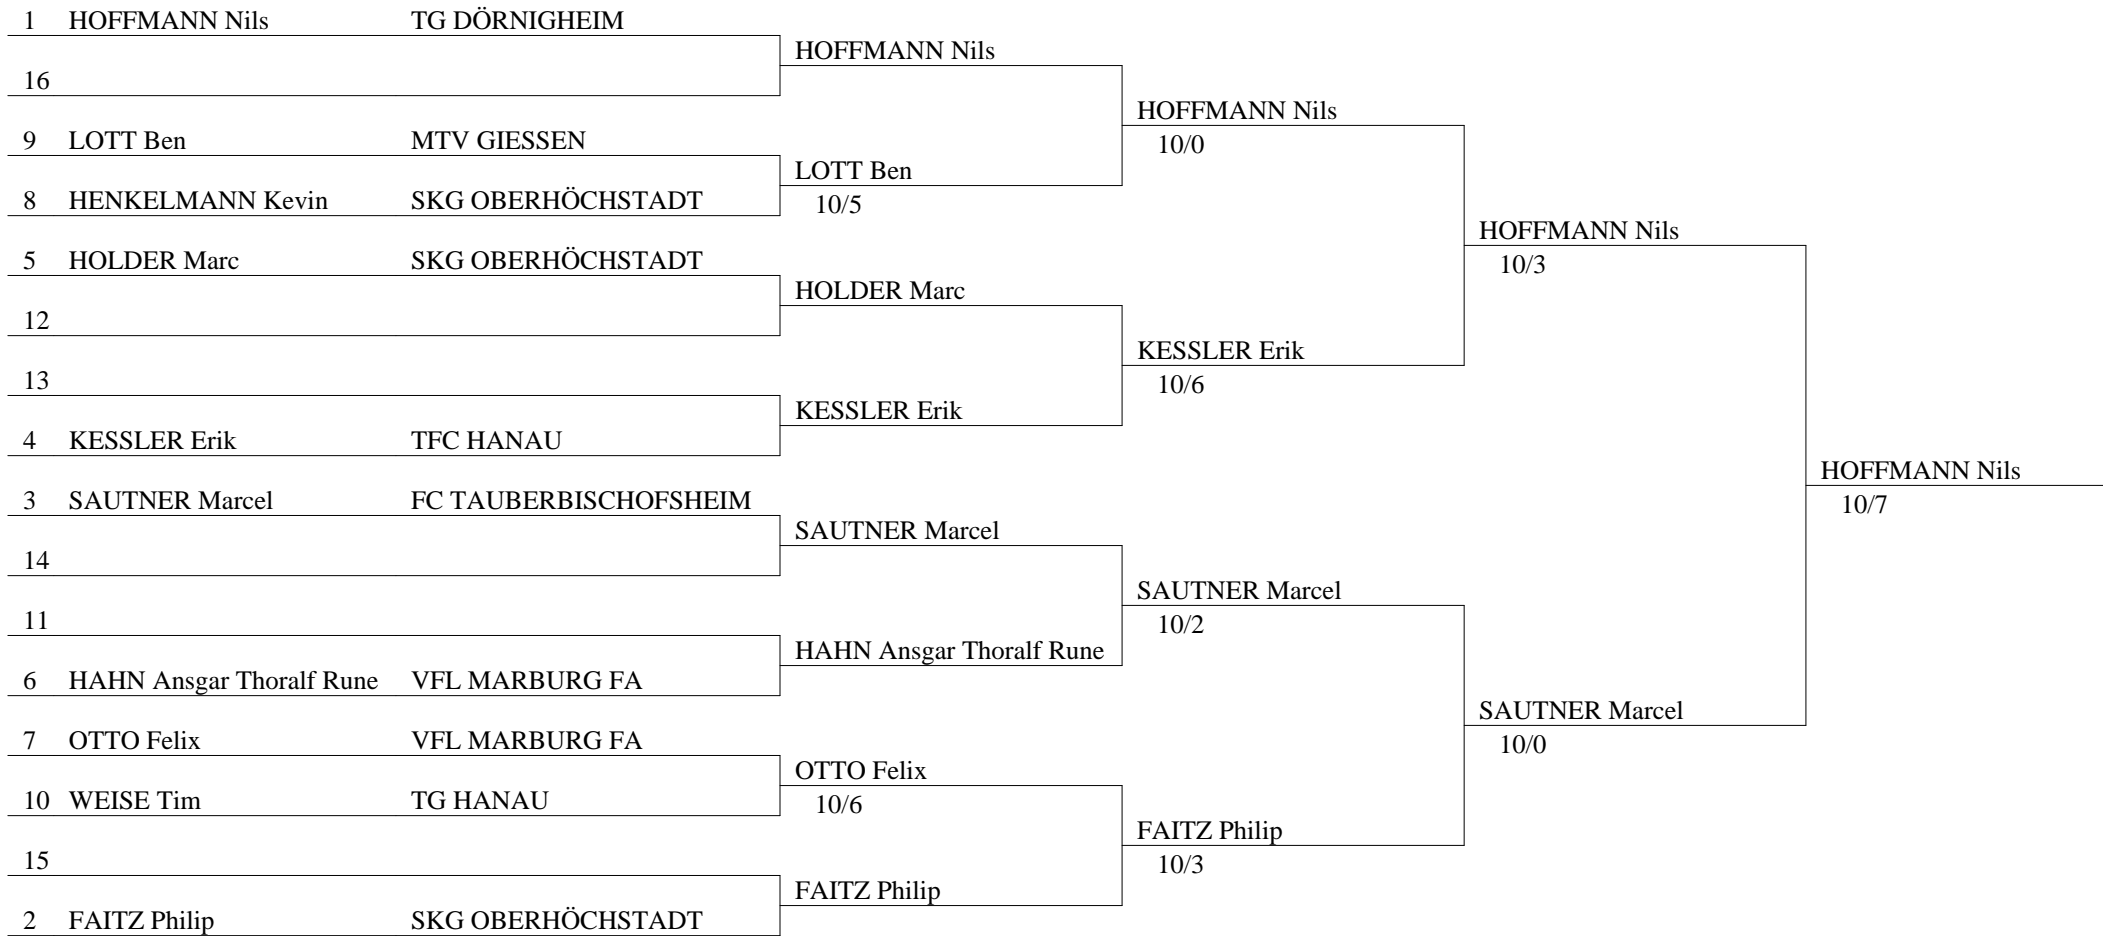 1 HOFFMANN Nils TG DÖRNIGHEIM
HOFFMANN Nils
16
HOFFMANN Nils
10/0
9 LOTT Ben MTV GIESSEN
LOTT Ben
10/5
8 HENKELMANN Kevin SKG OBERHÖCHSTADT
HOFFMANN Nils
10/3
5 HOLDER Marc SKG OBERHÖCHSTADT
HOLDER Marc
12
KESSLER Erik
10/6
13
KESSLER Erik
4 KESSLER Erik TFC HANAU
HOFFMANN Nils
10/7
3 SAUTNER Marcel FC TAUBERBISCHOFSHEIM
SAUTNER Marcel
14
SAUTNER Marcel
10/2
11
HAHN Ansgar Thoralf Rune
6 HAHN Ansgar Thoralf Rune VFL MARBURG FA
SAUTNER Marcel
10/0
7 OTTO Felix VFL MARBURG FA
OTTO Felix
10/6
10 WEISE Tim TG HANAU
FAITZ Philip
10/3
15
FAITZ Philip
2 FAITZ Philip SKG OBERHÖCHSTADT